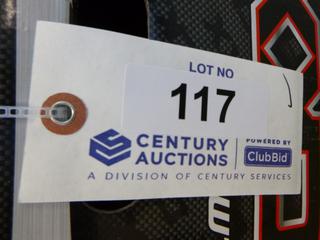 LOT NO
117
CENTURY AUCTIONS
POWERED BY
ClubBid
A DIVISION OF CENTURY SERVICES